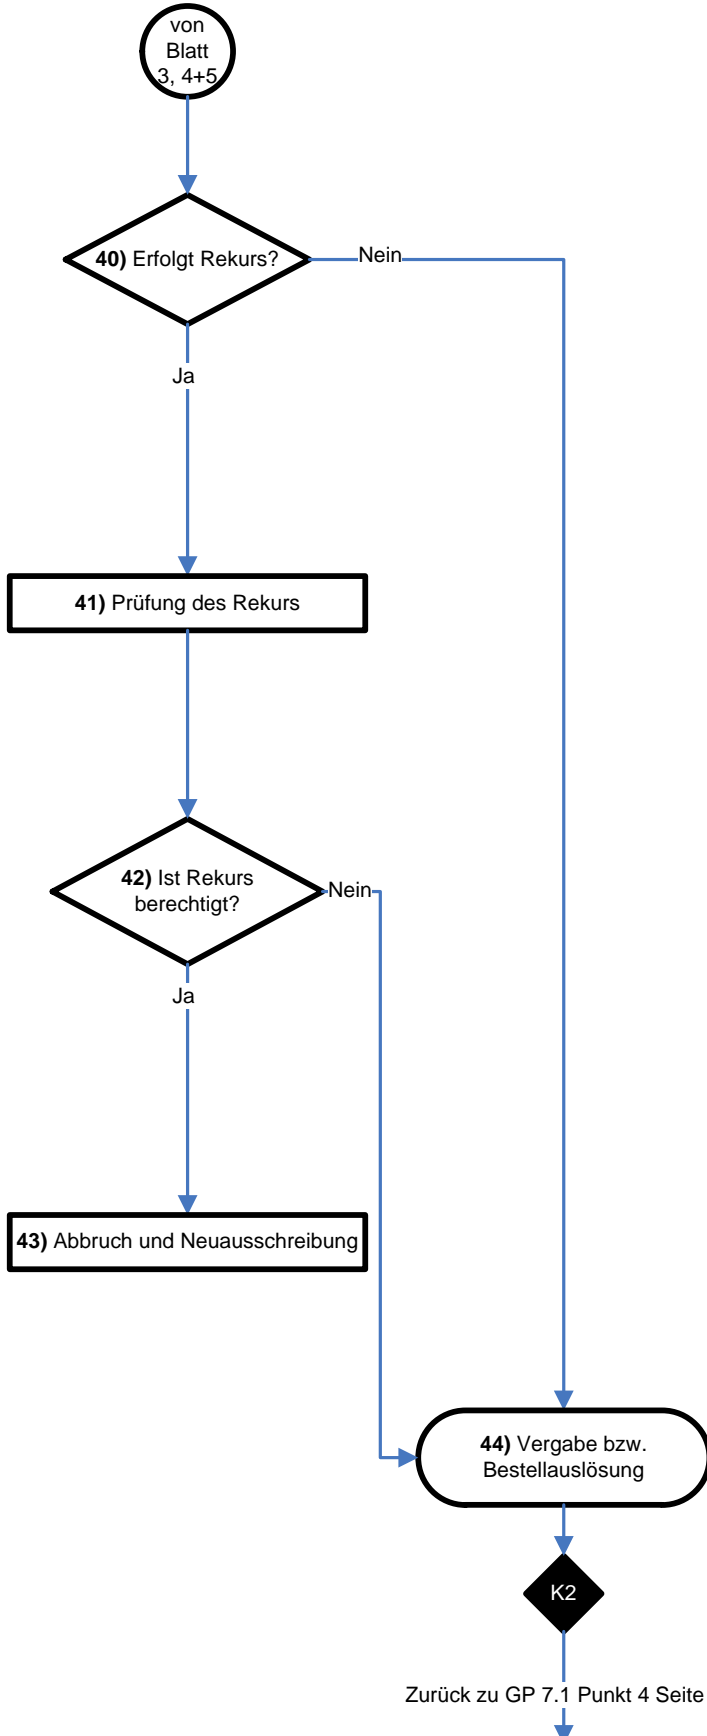 von
Blatt
3, 4+5
40) Erfolgt Rekurs?
Nein
Ja
41) Prüfung des Rekurs
42) Ist Rekurs
berechtigt?
Nein
Ja
43) Abbruch und Neuausschreibung
44) Vergabe bzw.
Bestellauslösung
K2
Zurück zu GP 7.1 Punkt 4 Seite